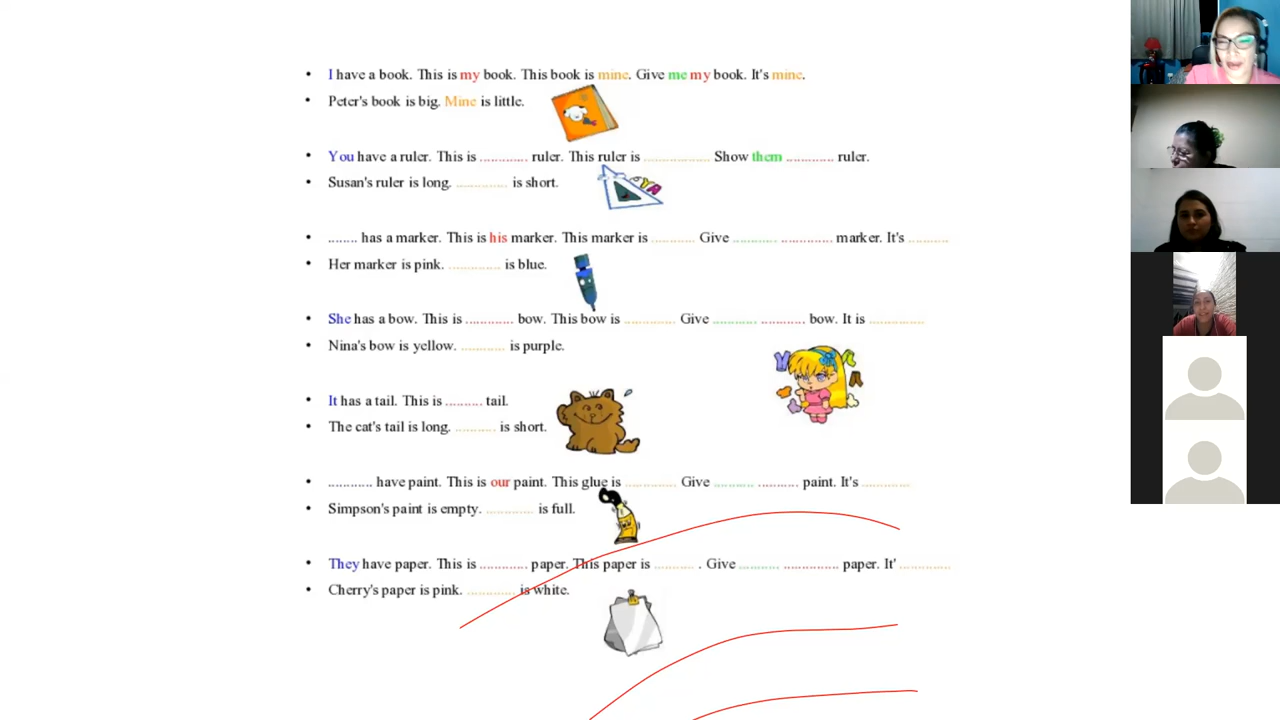 • I have a book. This is my book. This book is mine. Give me my book. It's mine.
• Peter's book is big. Mine is little.
• You have a ruler. This is ............. ruler. This ruler is .................. Show them ............. ruler.
• Susan's ruler is long. .............. is short.
• ........ has a marker. This is his marker. This marker is ............ Give ............ .............. marker. It's ...........
• Her marker is pink. .............. is blue.
• She has a bow. This is ............. bow. This bow is .............. Give ............ ............ bow. It is ...............
• Nina's bow is yellow. ............ is purple.
• It has a tail. This is .......... tail.
• The cat's tail is long. ........... is short.
• ............ have paint. This is our paint. This glue is .............. Give ............ ........... paint. It's .............
• Simpson's paint is empty. ............. is full.
• They have paper. This is ............. paper. This paper is ........... . Give ........... ............... paper. It' ..............
• Cherry's paper is pink. ............. is white.